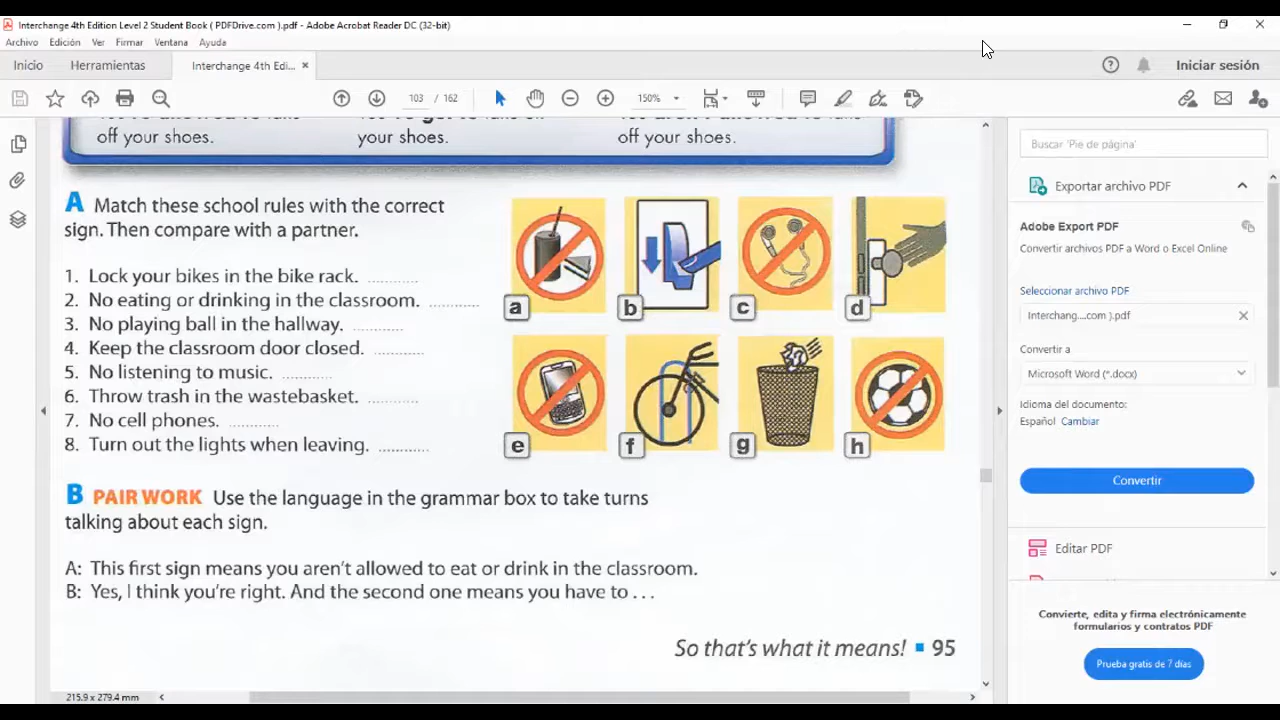 Interchange 4th Edition Level 2 Student Book ( PDFDrive.com ).pdf - Adobe Acrobat Reader DC (32-bit)
Archivo Edición Ver Firmar Ventana Ayuda
Inicio Herramientas Interchange 4th Edi... × Iniciar sesión
103 / 162 150%
off your shoes. your shoes. off your shoes.
A Match these school rules with the correct
sign. Then compare with a partner.
1. Lock your bikes in the bike rack. ............
2. No eating or drinking in the classroom. ............
3. No playing ball in the hallway. ............
4. Keep the classroom door closed. ............
5. No listening to music. ............
6. Throw trash in the wastebasket. ............
7. No cell phones. ............
8. Turn out the lights when leaving. ............
a b c d
e f g h
B PAIR WORK Use the language in the grammar box to take turns
talking about each sign.
A: This first sign means you aren't allowed to eat or drink in the classroom.
B: Yes, I think you're right. And the second one means you have to . . .
So that's what it means! ▪ 95
215.9 x 279.4 mm
Buscar 'Pie de página'
Exportar archivo PDF
Adobe Export PDF
Convertir archivos PDF a Word o Excel Online
Seleccionar archivo PDF
Interchang....com ).pdf
Convertir a
Microsoft Word (*.docx)
Idioma del documento:
Español Cambiar
Convertir
Editar PDF
Convierte, edita y firma electrónicamente
formularios y contratos PDF
Prueba gratis de 7 días